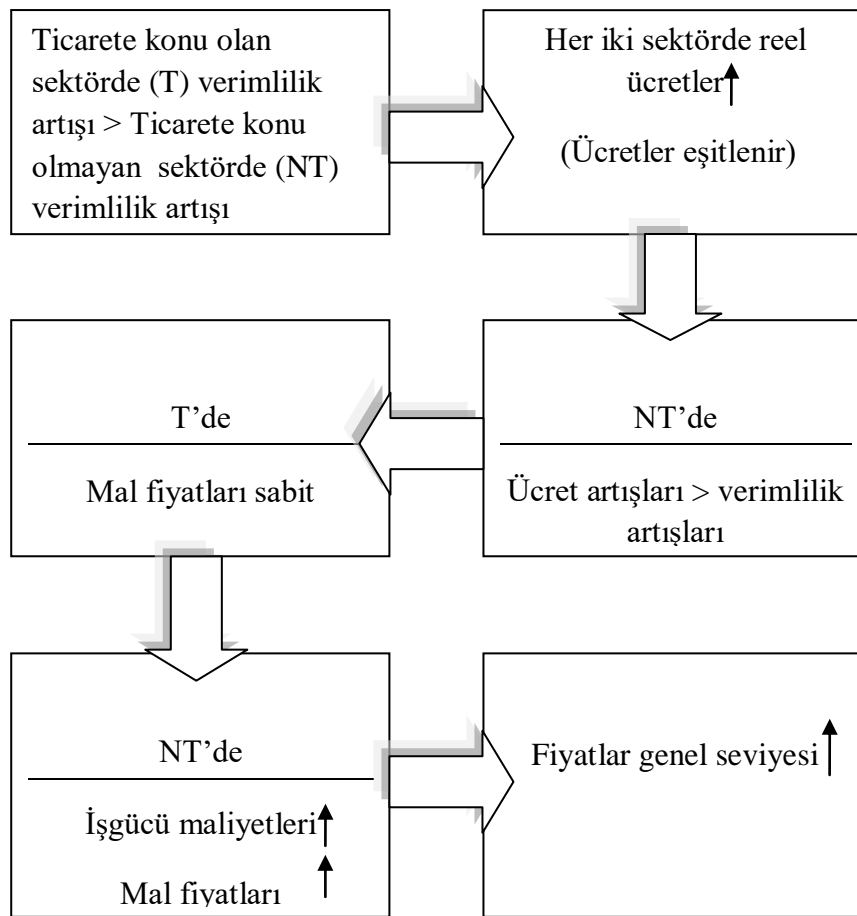 Ticarete konu olan
sektörde (T) verimlilik
artışı > Ticarete konu
olmayan sektörde (NT)
verimlilik artışı
Her iki sektörde reel
ücretler↑
(Ücretler eşitlenir)
NT’de
Ücret artışları > verimlilik
artışları
T’de
Mal fiyatları sabit
NT’de
İşgücü maliyetleri↑
Mal fiyatları ↑
Fiyatlar genel seviyesi↑